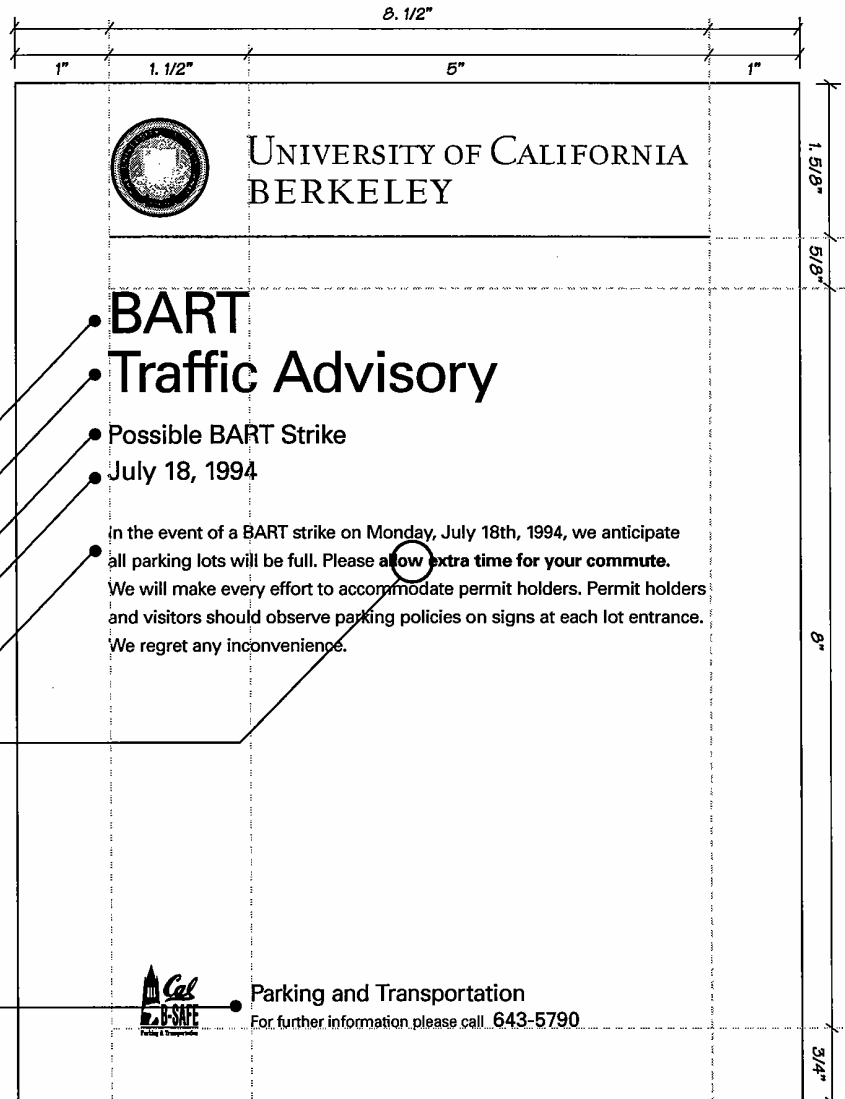 8. 1/2"
1" 1. 1/2" 5" 1"
UNIVERSITY OF CALIFORNIA
BERKELEY
1. 5/8"
5/8"
BART
Traffic Advisory
Possible BART Strike
July 18, 1994
In the event of a BART strike on Monday, July 18th, 1994, we anticipate
all parking lots will be full. Please allow extra time for your commute.
We will make every effort to accommodate permit holders. Permit holders
and visitors should observe parking policies on signs at each lot entrance.
We regret any inconvenience.
8"
Cal
B-SAFE
Parking & Transportation
Parking and Transportation
For further information please call 643-5790
3/4"